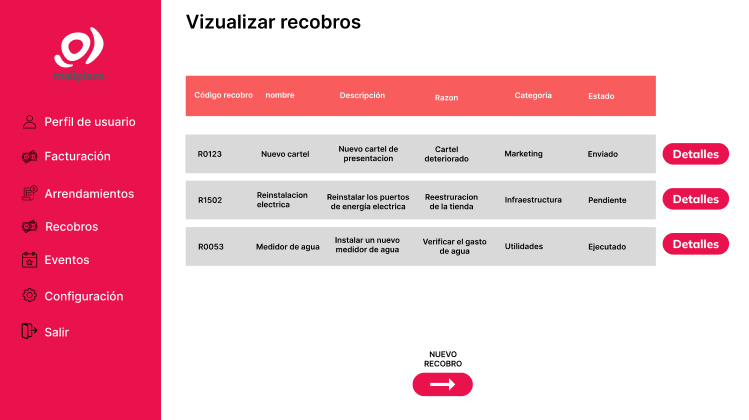 Vizualizar recobros
mallplaza
Perfil de usuario
Facturación
Arrendamientos
Recobros
Eventos
Configuración
Salir
Código recobro nombre Descripción Razon Categoria Estado
R0123 Nuevo cartel Nuevo cartel de presentacion Cartel deteriorado Marketing Enviado Detalles
R1502 Reinstalacion electrica Reinstalar los puertos de energía electrica Reestruracion de la tienda Infraestructura Pendiente Detalles
R0053 Medidor de agua Instalar un nuevo medidor de agua Verificar el gasto de agua Utilidades Ejecutado Detalles
NUEVO
RECOBRO